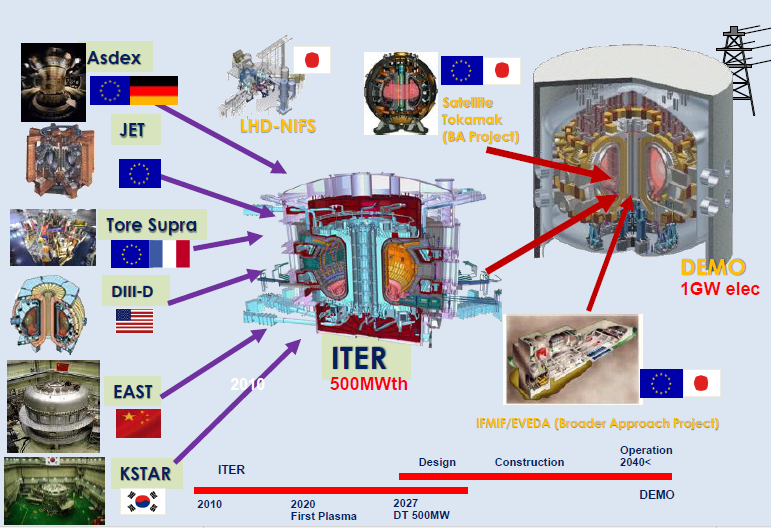 Asdex
JET
Tore Supra
DIII-D
EAST
KSTAR
LHD-NIFS
Satellite
Tokamak
(BA Project)
DEMO
1GW elec
ITER
500MWth
2010
IFMIF/EVEDA (Broader Approach Project)
ITER
Design
Construction
Operation
2040<
2010
2020
First Plasma
2027
DT 500MW
DEMO